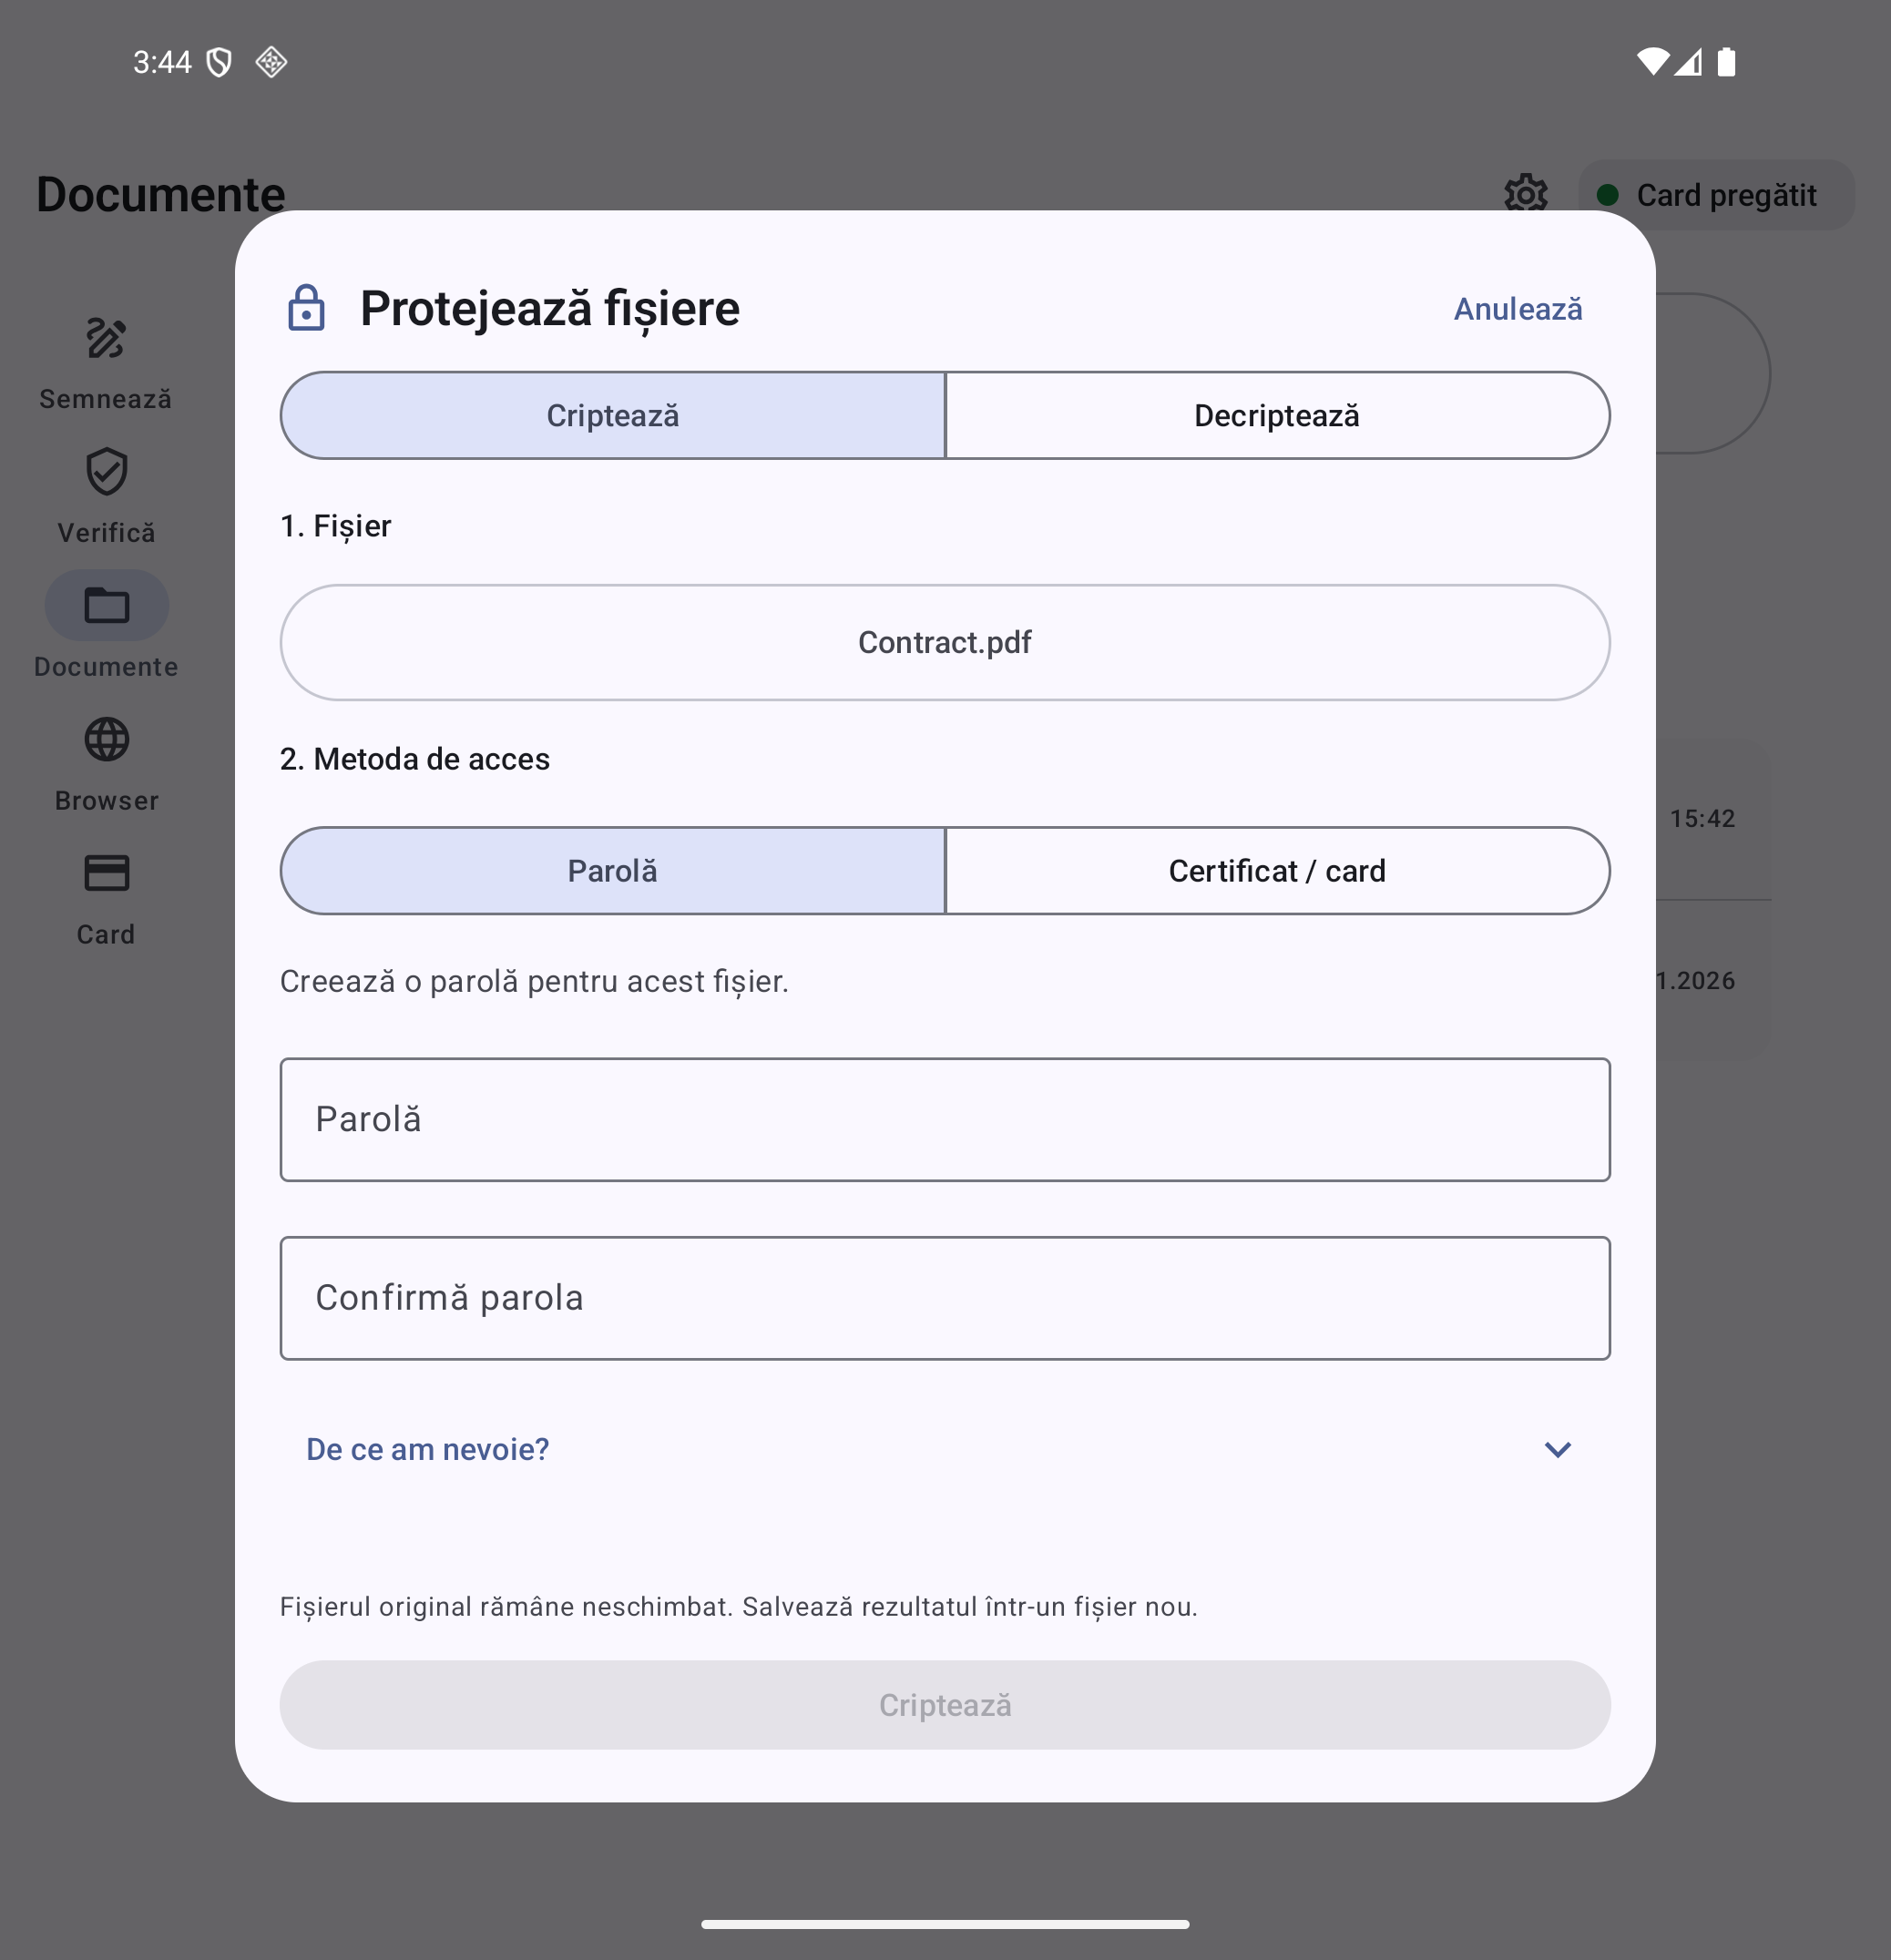 3:44
Documente
Card pregătit
Protejează fișiere
Anulează
Semnează
Verifică
Documente
Browser
Card
Criptează
Decriptează
1. Fișier
Contract.pdf
2. Metoda de acces
Parolă
Certificat / card
15:42
1.2026
Creează o parolă pentru acest fișier.
Parolă
Confirmă parola
De ce am nevoie?
Fișierul original rămâne neschimbat. Salvează rezultatul într-un fișier nou.
Criptează